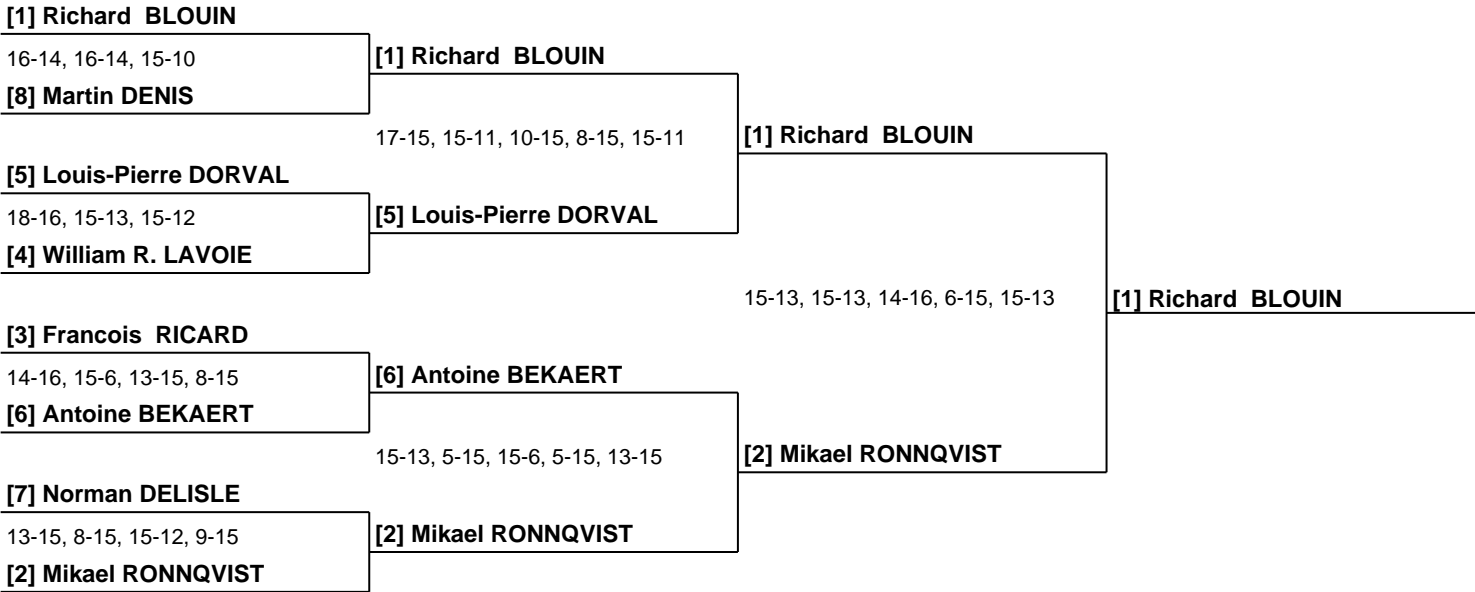 [1] Richard  BLOUIN
16-14, 16-14, 15-10
[1] Richard  BLOUIN
[8] Martin DENIS
17-15, 15-11, 10-15, 8-15, 15-11
[1] Richard  BLOUIN
[5] Louis-Pierre DORVAL
18-16, 15-13, 15-12
[5] Louis-Pierre DORVAL
[4] William R. LAVOIE
15-13, 15-13, 14-16, 6-15, 15-13
[1] Richard  BLOUIN
[3] Francois  RICARD
14-16, 15-6, 13-15, 8-15
[6] Antoine BEKAERT
[6] Antoine BEKAERT
15-13, 5-15, 15-6, 5-15, 13-15
[2] Mikael RONNQVIST
[7] Norman DELISLE
13-15, 8-15, 15-12, 9-15
[2] Mikael RONNQVIST
[2] Mikael RONNQVIST